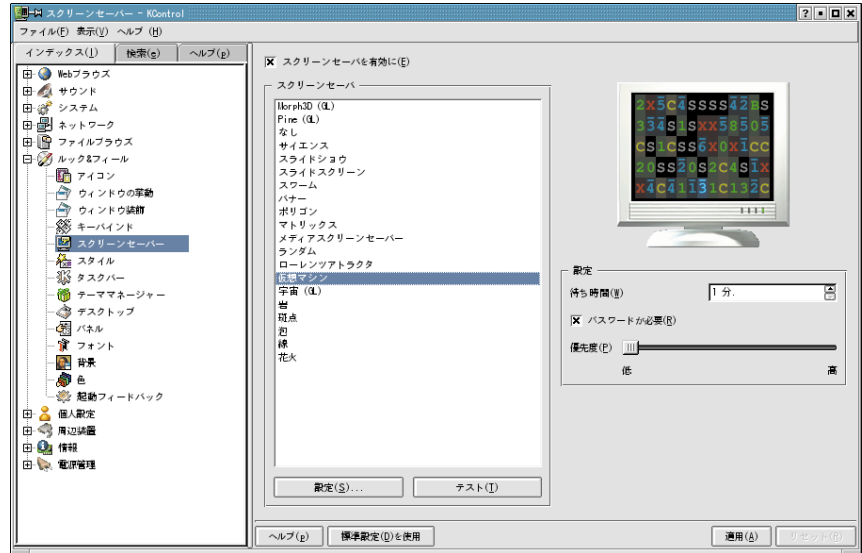 スクリーンセーバー - KControl
ファイル(F) 表示(V) ヘルプ (H)
インデックス(I) 検索(e) ヘルプ(p)
Webブラウズ
サウンド
システム
ネットワーク
ファイルブラウズ
ルック&フィール
アイコン
ウィンドウの挙動
ウィンドウ装飾
キーバインド
スクリーンセーバー
スタイル
タスクバー
テーママネージャー
デスクトップ
パネル
フォント
背景
色
起動フィードバック
個人設定
周辺装置
情報
電源管理
スクリーンセーバを有効に(E)
スクリーンセーバ
Morph3D (GL)
Pine (GL)
なし
サイエンス
スライドショウ
スライドスクリーン
スワーム
バナー
ポリゴン
マトリックス
メディアスクリーンセーバー
ランダム
ローレンツアトラクタ
仮想マシン
宇宙 (GL)
岩
斑点
泡
線
花火
設定(S)...
テスト(T)
2X5C4SSSS42BS
334S1SXX58505
CS1CSS6X0X1CC
20SS20S2C4S1X
X4C41131C132C
設定
待ち時間(W) 1 分.
パスワードが必要(R)
優先度(P)
低 高
ヘルプ(p) 標準設定(D)を使用 適用(A) リセット(R)